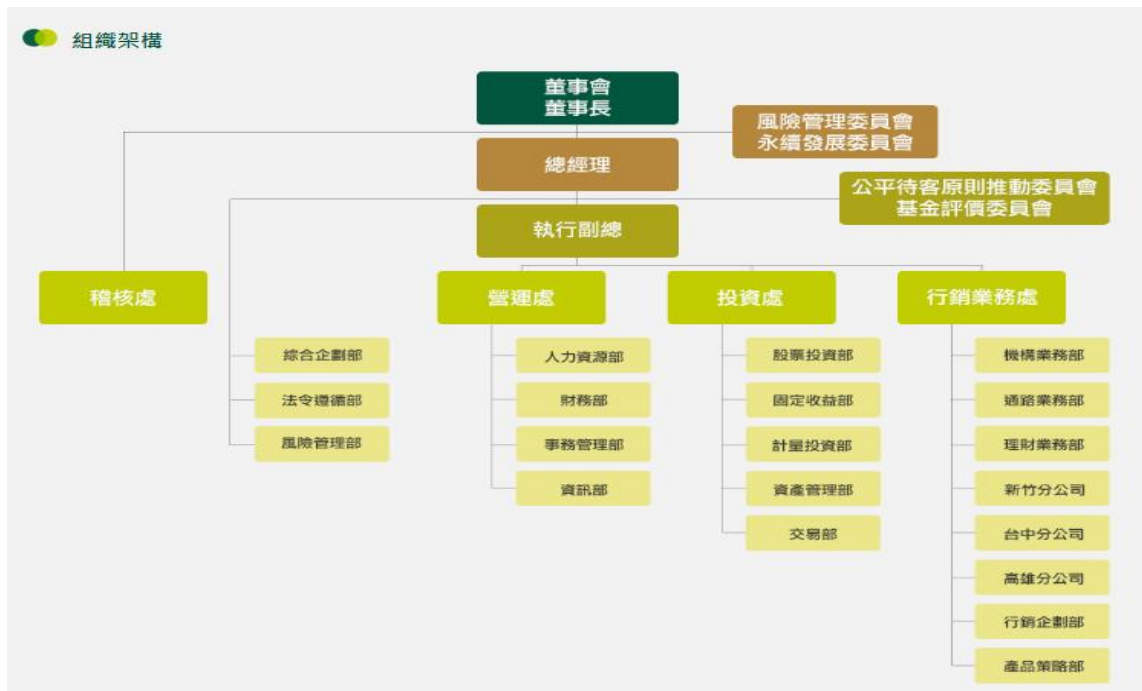 組織架構
董事會
董事長
風險管理委員會
永續發展委員會
總經理
公平待客原則推動委員會
基金評價委員會
執行副總
稽核處
營運處
投資處
行銷業務處
綜合企劃部
法令遵循部
風險管理部
人力資源部
財務部
事務管理部
資訊部
股票投資部
固定收益部
計量投資部
資產管理部
交易部
機構業務部
通路業務部
理財業務部
新竹分公司
台中分公司
高雄分公司
行銷企劃部
產品策略部